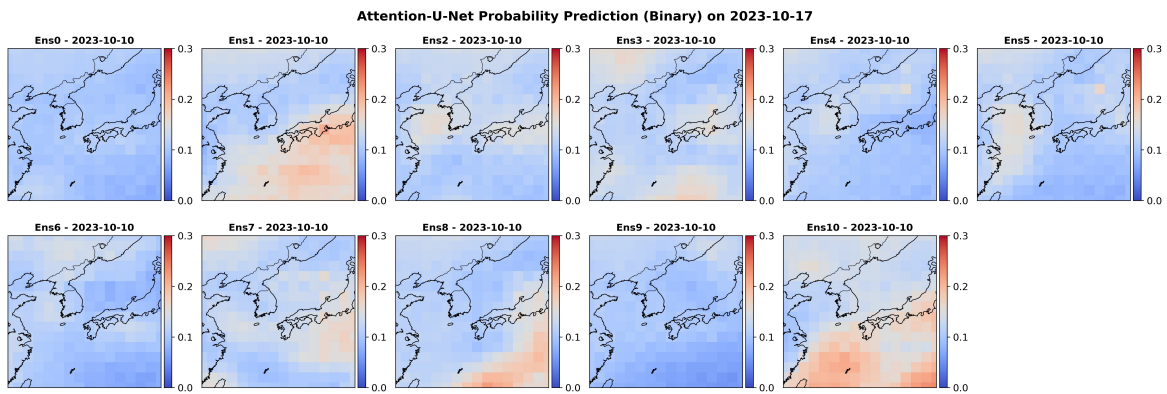 Attention-U-Net Probability Prediction (Binary) on 2023-10-17
Ens0 - 2023-10-10
Ens1 - 2023-10-10
Ens2 - 2023-10-10
Ens3 - 2023-10-10
Ens4 - 2023-10-10
Ens5 - 2023-10-10
0.3 0.3 0.3 0.3 0.3 0.3
0.2 0.2 0.2 0.2 0.2 0.2
0.1 0.1 0.1 0.1 0.1 0.1
0.0 0.0 0.0 0.0 0.0 0.0
Ens6 - 2023-10-10
Ens7 - 2023-10-10
Ens8 - 2023-10-10
Ens9 - 2023-10-10
Ens10 - 2023-10-10
0.3 0.3 0.3 0.3 0.3
0.2 0.2 0.2 0.2 0.2
0.1 0.1 0.1 0.1 0.1
0.0 0.0 0.0 0.0 0.0